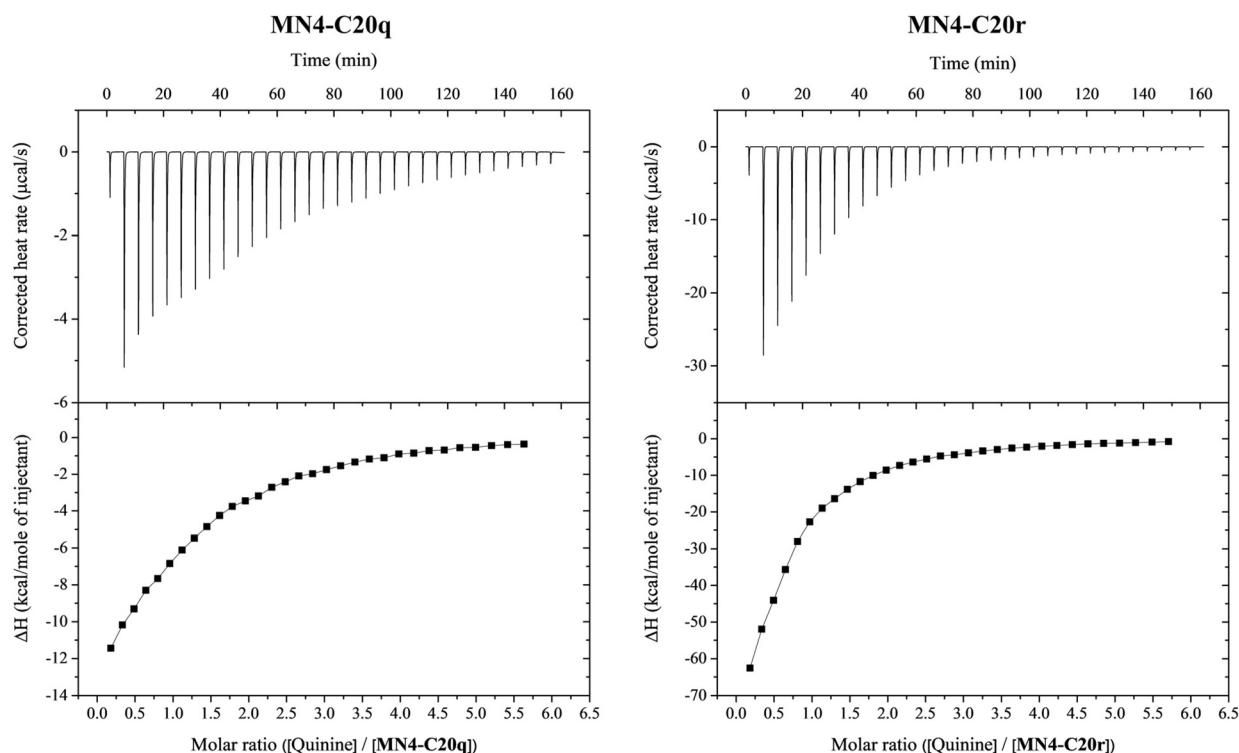 MN4-C20q
Time (min)
0 20 40 60 80 100 120 140 160
Corrected heat rate (µcal/s)
0
-2
-4
-6
ΔH (kcal/mole of injectant)
0
-2
-4
-6
-8
-10
-12
-14
0.0 0.5 1.0 1.5 2.0 2.5 3.0 3.5 4.0 4.5 5.0 5.5 6.0 6.5
Molar ratio ([Quinine] / [MN4-C20q])
MN4-C20r
Time (min)
0 20 40 60 80 100 120 140 160
Corrected heat rate (µcal/s)
0
-10
-20
-30
ΔH (kcal/mole of injectant)
0
-10
-20
-30
-40
-50
-60
-70
0.0 0.5 1.0 1.5 2.0 2.5 3.0 3.5 4.0 4.5 5.0 5.5 6.0 6.5
Molar ratio ([Quinine] / [MN4-C20r])